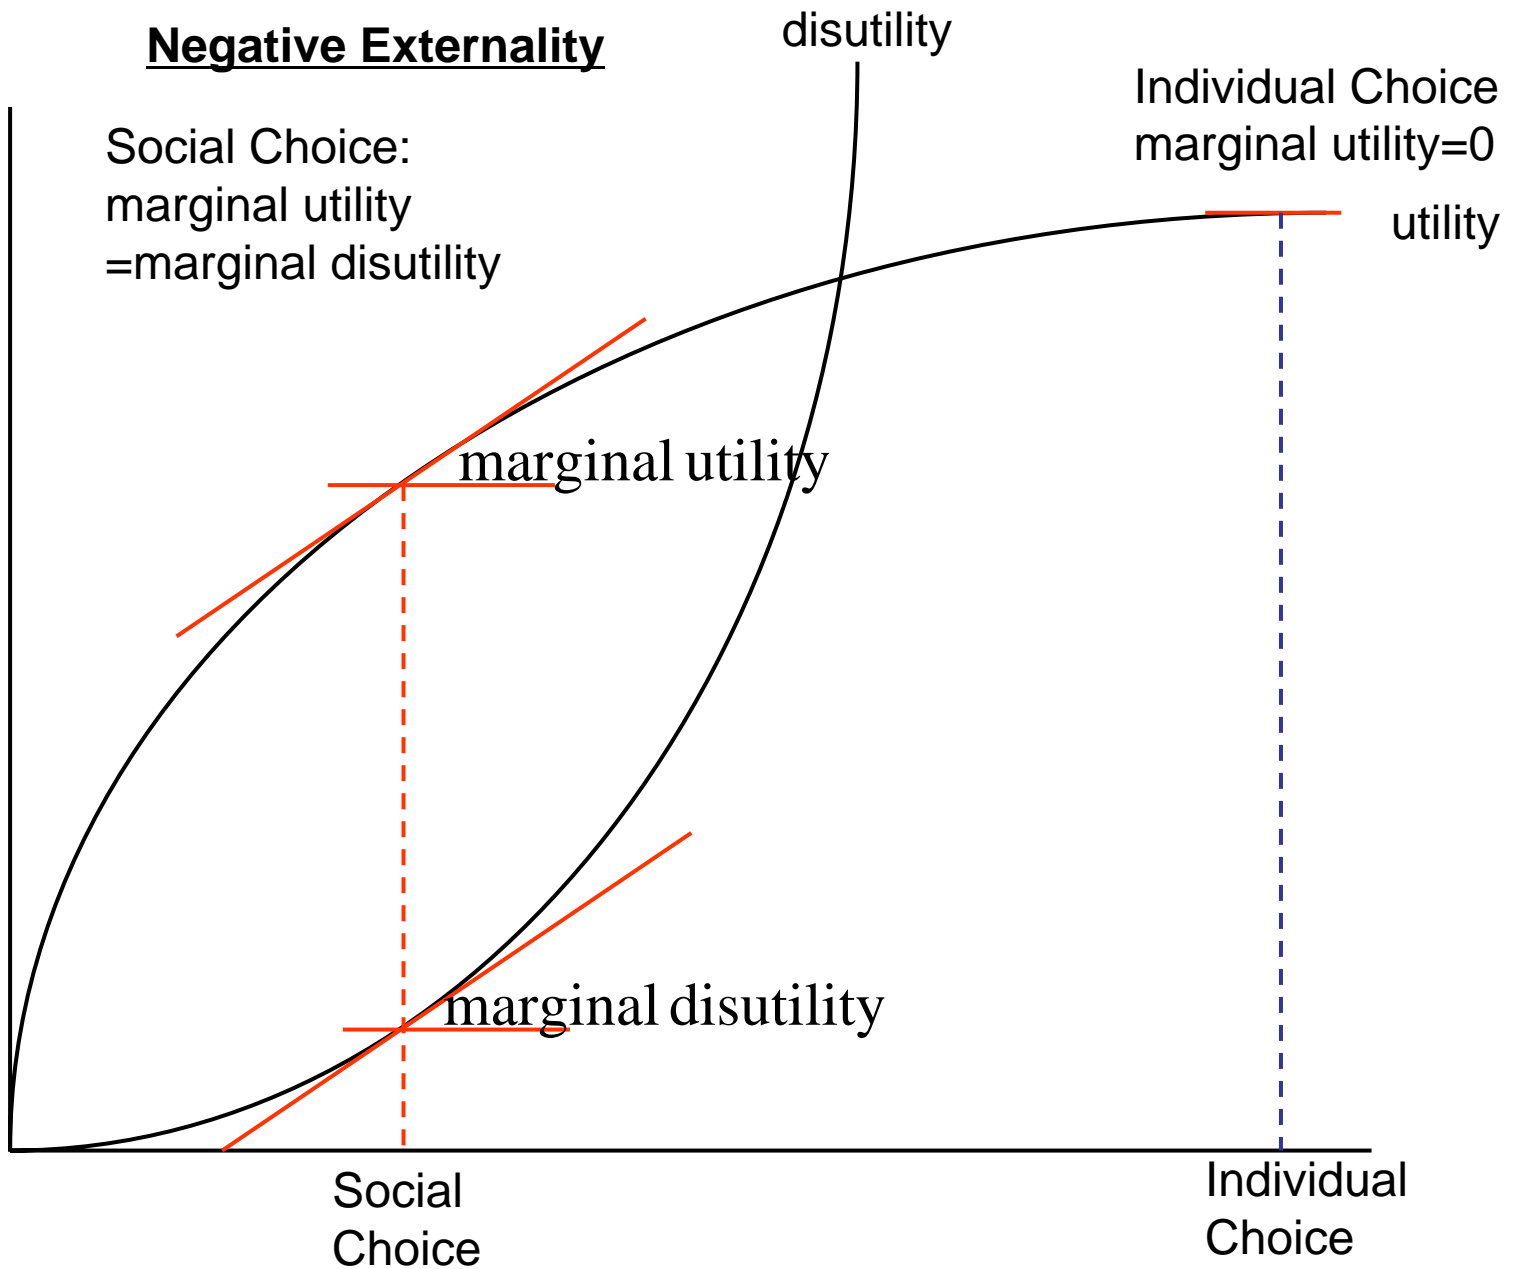 Negative Externality
disutility
Individual Choice
marginal utility=0
Social Choice:
marginal utility
=marginal disutility
utility
marginal utility
marginal disutility
Social
Choice
Individual
Choice